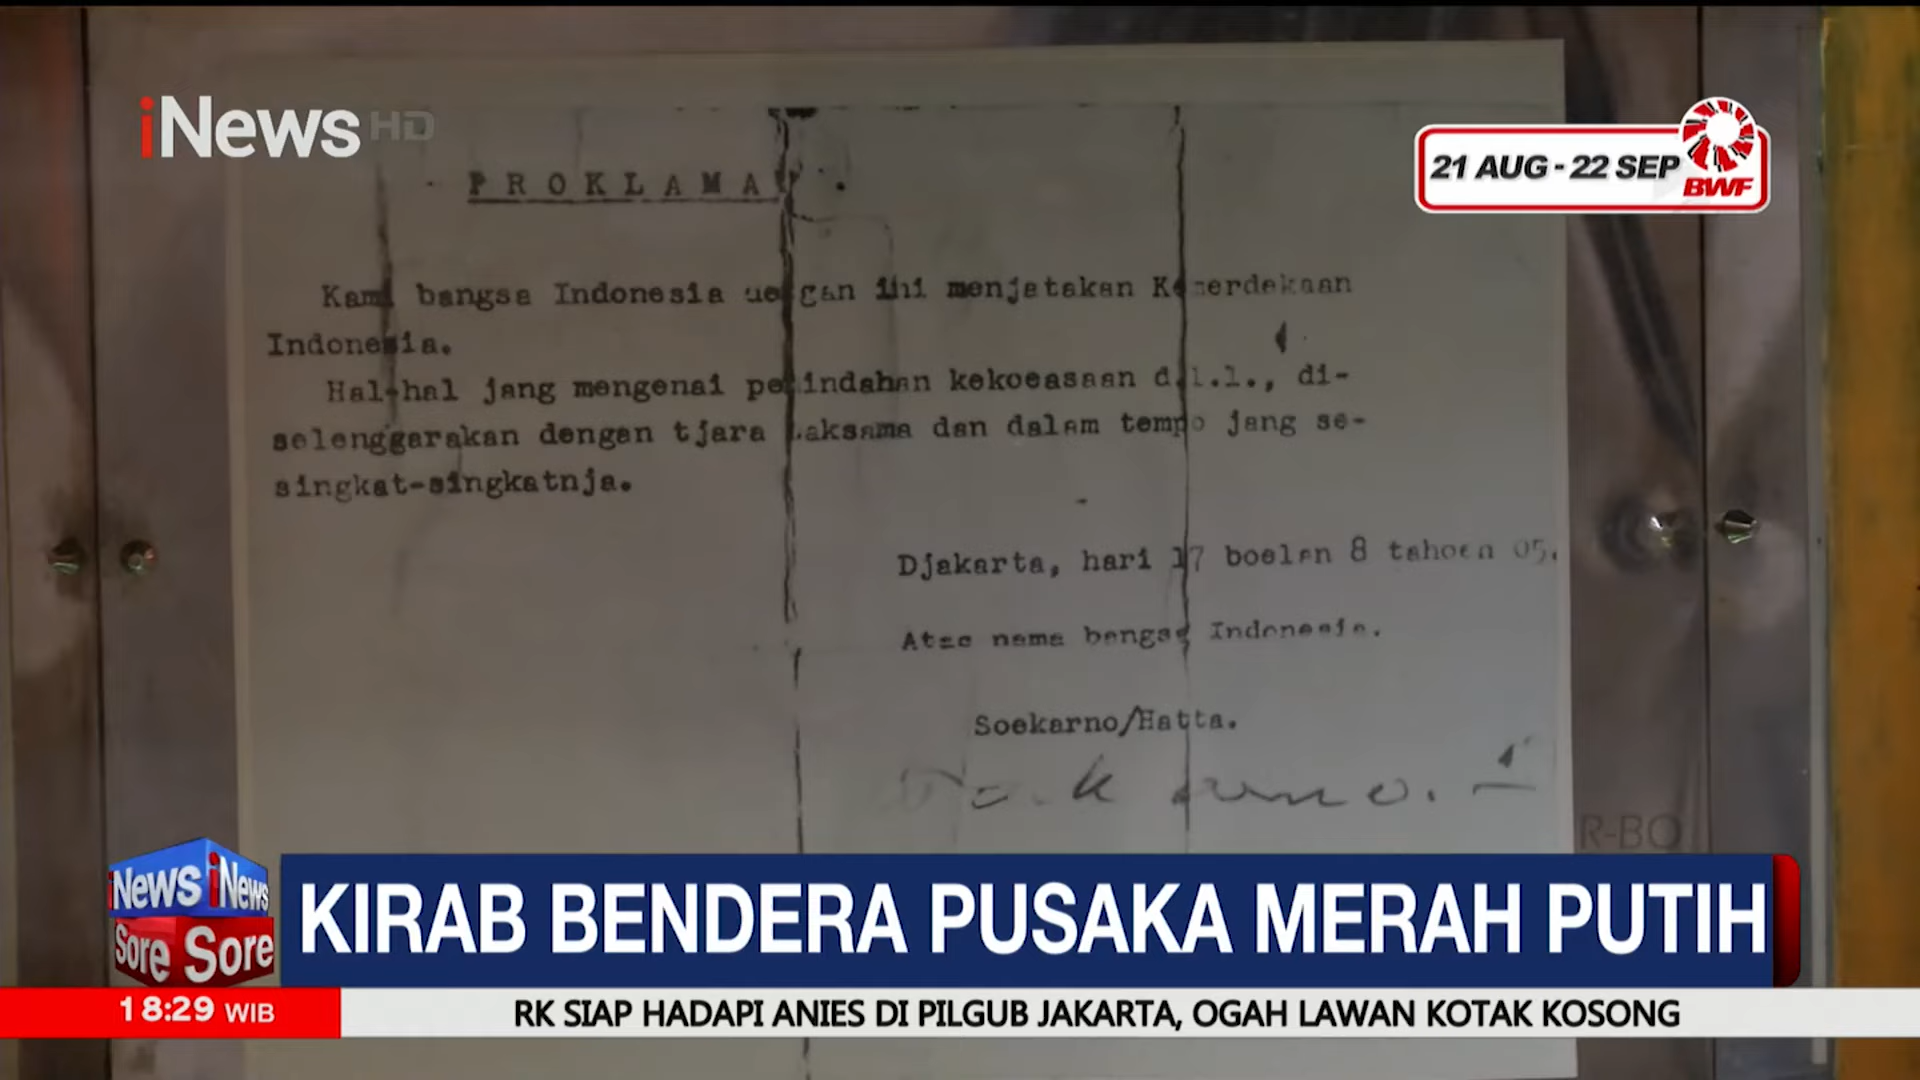 iNews HD
21 AUG - 22 SEP
BWF
PROKLAMA
Kami bangsa Indonesia dengan ini menjatakan Kemerdekaan
Indonesia.
Hal-hal jang mengenai pemindahan kekoeasaan d.l.l., di-
selenggarakan dengan tjara saksama dan dalam tempo jang se-
singkat-singkatnja.
Djakarta, hari 17 boelan 8 tahoen 05.
Atas nama bangsa Indonesia.
Soekarno/Hatta.
R-BO
iNews iNews
Sore Sore
KIRAB BENDERA PUSAKA MERAH PUTIH
18:29 WIB
RK SIAP HADAPI ANIES DI PILGUB JAKARTA, OGAH LAWAN KOTAK KOSONG